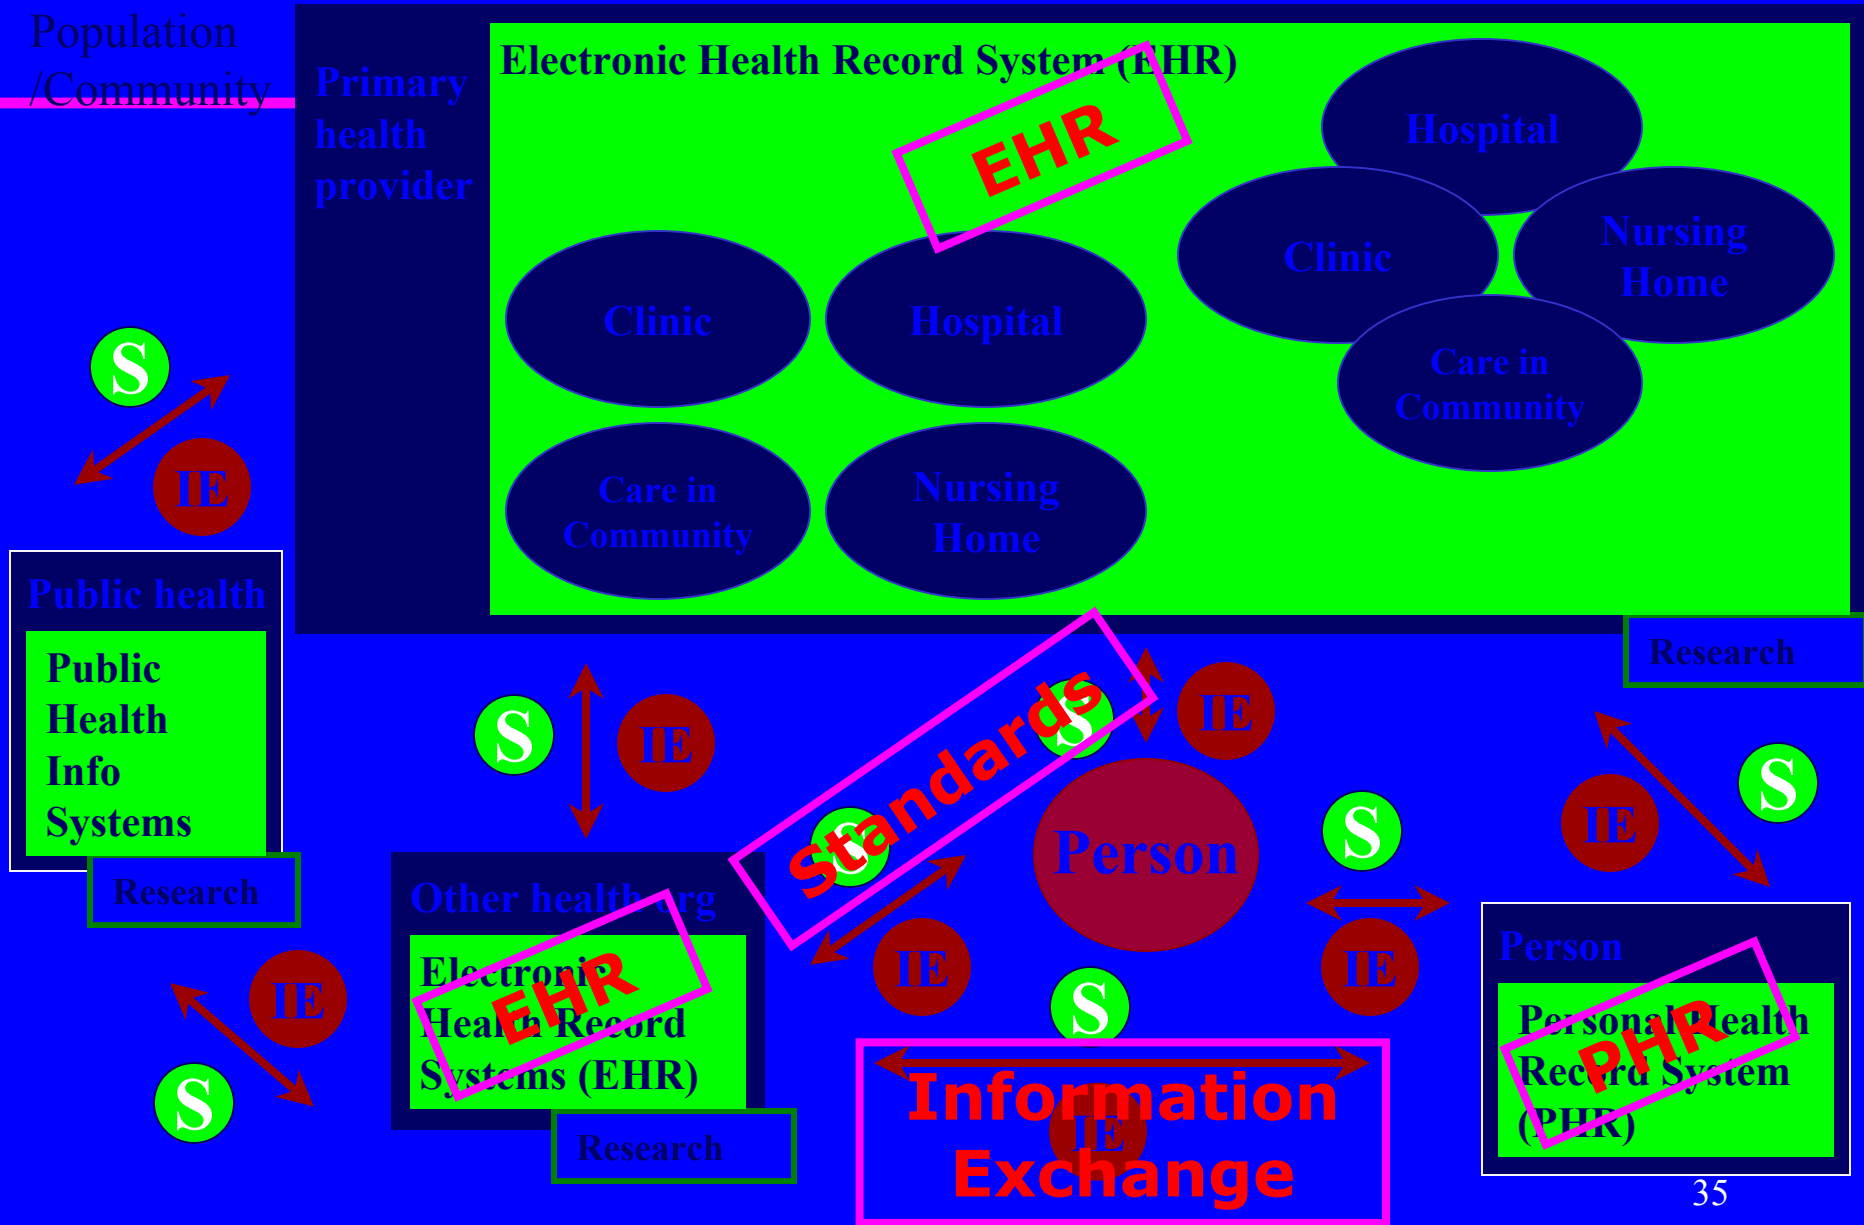 Population
/Community
Primary
health
provider
Electronic Health Record System (EHR)
EHR
Hospital
Clinic
Nursing
Home
Care in
Community
Clinic
Hospital
Care in
Community
Nursing
Home
S
IE
Public health
Public
Health
Info
Systems
Research
Research
S
IE
Standards
S
IE
S
IE
Person
S
IE
IE
S
IE
S
Other health org
Electronic
Health Record
Systems (EHR)
EHR
Research
S
Information
Exchange
IE
Person
Personal Health
Record System
(PHR)
PHR
35